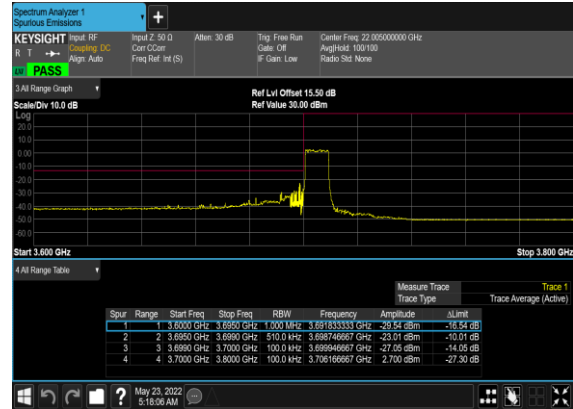 Spectrum Analyzer 1
Spurious Emissions
KEYSIGHT
R T
LW PASS
Input: RF
Coupling: DC
Align: Auto
Input Z: 50 Ω
Corr CCorr
Freq Ref: Int (S)
Atten: 30 dB
Trig: Free Run
Gate: Off
IF Gain: Low
Center Freq: 22.005000000 GHz
Avg|Hold: 100/100
Radio Std: None
3 All Range Graph
Scale/Div 10.0 dB
Ref Lvl Offset 15.50 dB
Ref Value 30.00 dBm
Log
20.0
10.0
0.00
-10.0
-20.0
-30.0
-40.0
-50.0
-60.0
Start 3.600 GHz
Stop 3.800 GHz
4 All Range Table
Measure Trace Trace 1
Trace Type Trace Average (Active)
Spur Range Start Freq Stop Freq RBW Frequency Amplitude ΔLimit
1 1 3.6000 GHz 3.6950 GHz 1.000 MHz 3.691833333 GHz -29.54 dBm -16.54 dB
2 2 3.6950 GHz 3.6990 GHz 510.0 kHz 3.698746667 GHz -23.01 dBm -10.01 dB
3 3 3.6990 GHz 3.7000 GHz 100.0 kHz 3.699946667 GHz -27.05 dBm -14.05 dB
4 4 3.7000 GHz 3.8000 GHz 100.0 kHz 3.706166667 GHz 2.700 dBm -27.30 dB
?
May 23, 2022
5:18:06 AM